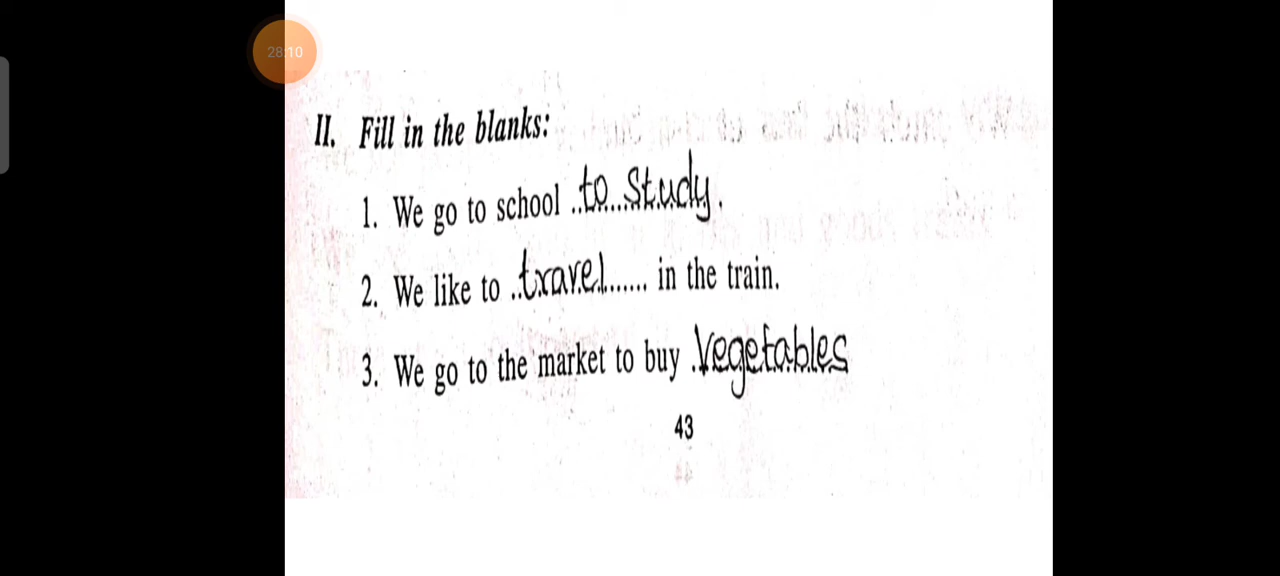 28:10
II. Fill in the blanks:
1. We go to school ..to Study.
2. We like to ..travel...... in the train.
3. We go to the market to buy ..Vegetables
43